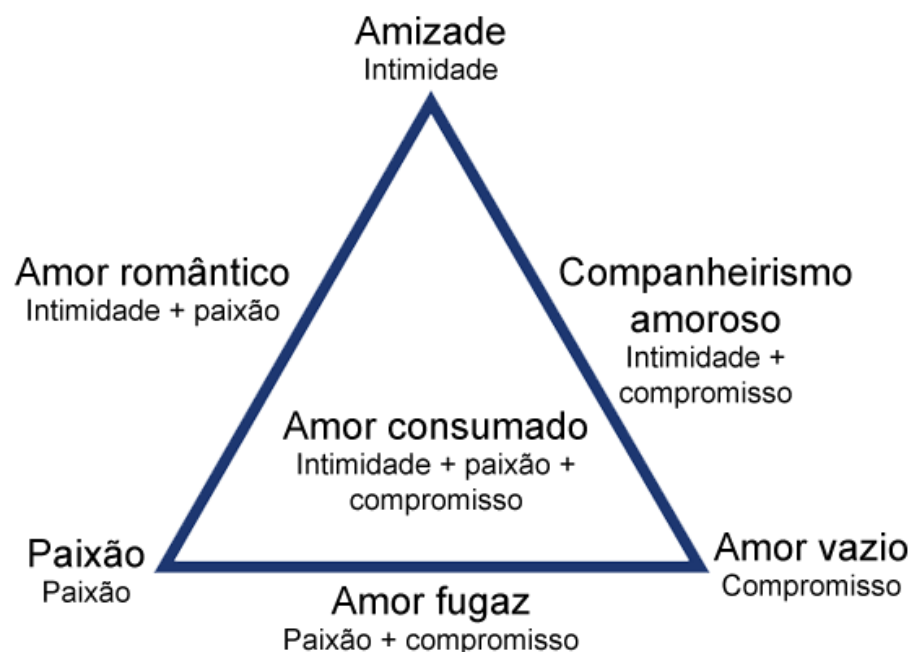 Amizade
Intimidade
Amor romântico
Intimidade + paixão
Companheirismo
amoroso
Intimidade +
compromisso
Amor consumado
Intimidade + paixão +
compromisso
Paixão
Paixão
Amor vazio
Compromisso
Amor fugaz
Paixão + compromisso